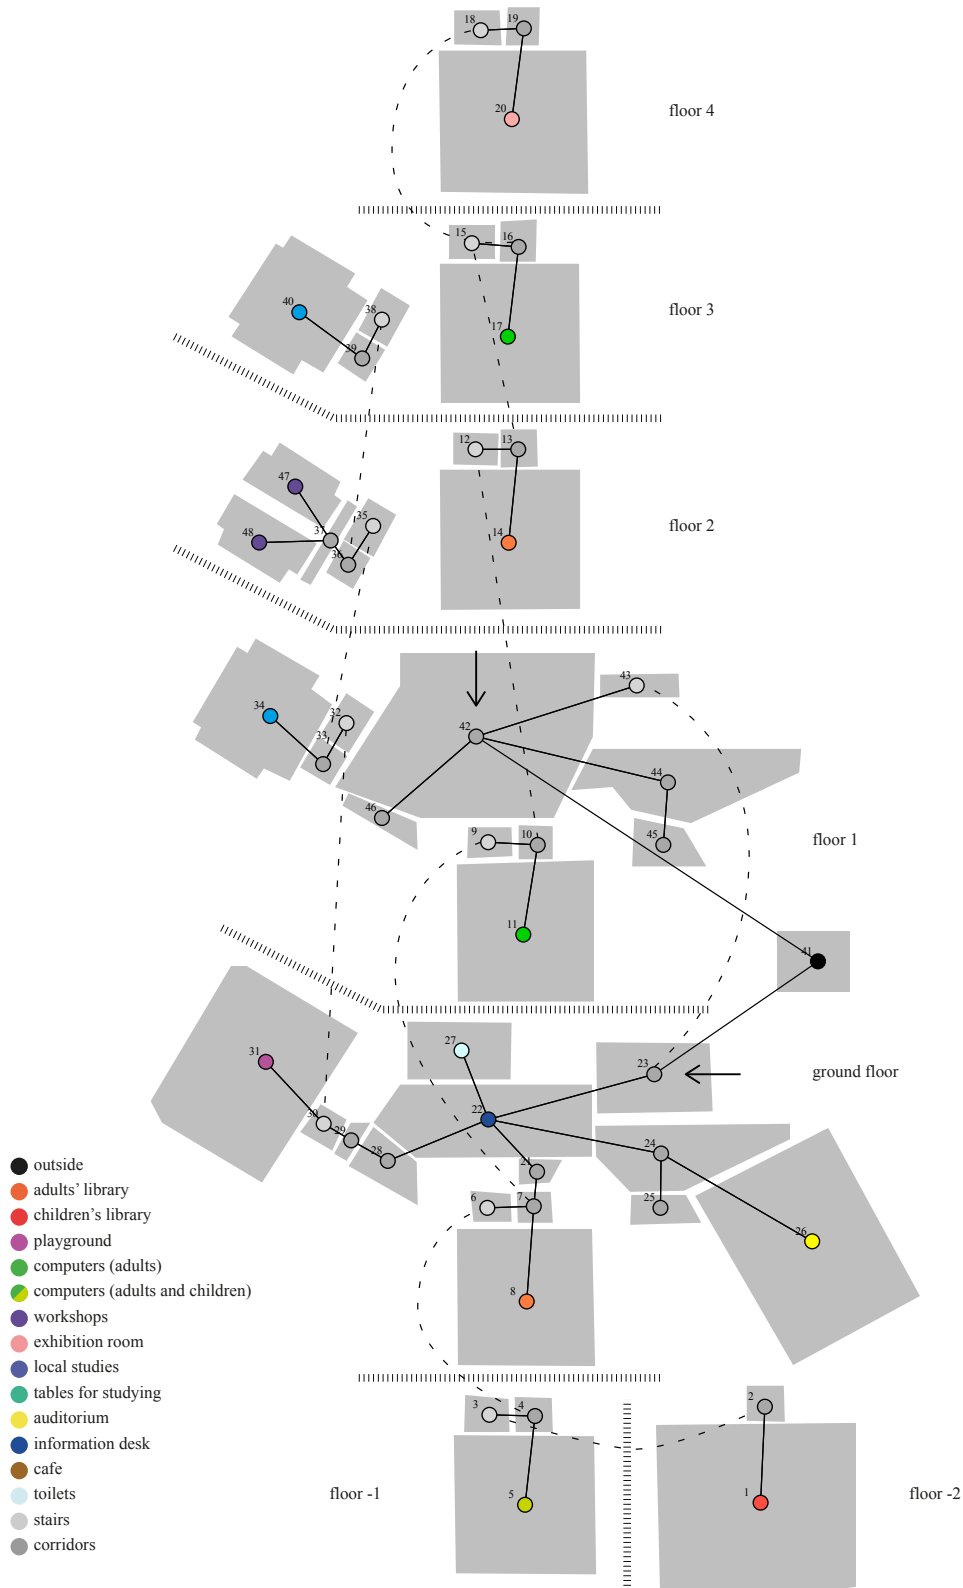 18
19
20
floor 4
15
16
17
40
38
39
floor 3
12
13
14
47
48
37
35
36
floor 2
34
32
33
42
43
44
45
46
9
10
11
floor 1
41
31
30
29
28
27
22
23
ground floor
21
24
25
26
6
7
8
outside
adults’ library
children’s library
playground
computers (adults)
computers (adults and children)
workshops
exhibition room
local studies
tables for studying
auditorium
information desk
cafe
toilets
stairs
corridors
3
4
5
floor -1
2
1
floor -2